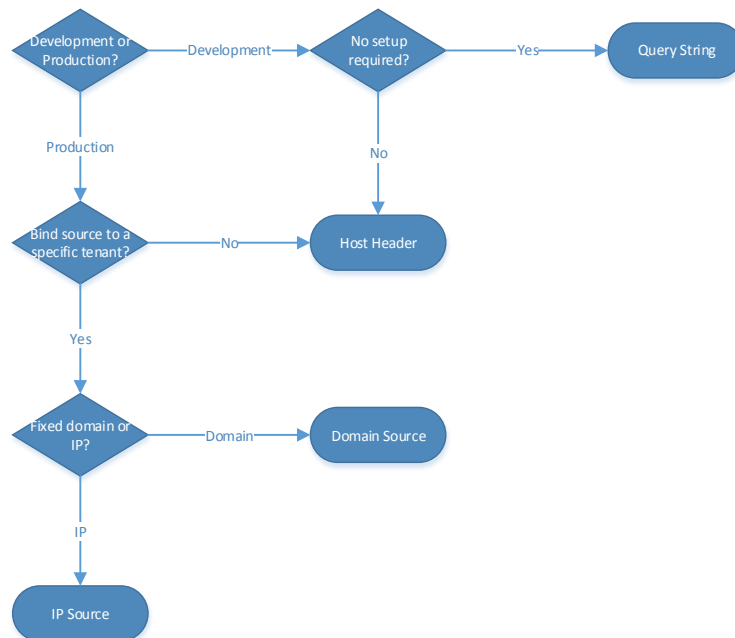 Development or
Production?
Development
No setup
required?
Yes
Query String
Production
No
Bind source to a
specific tenant?
No
Host Header
Yes
Fixed domain or
IP?
Domain
Domain Source
IP
IP Source